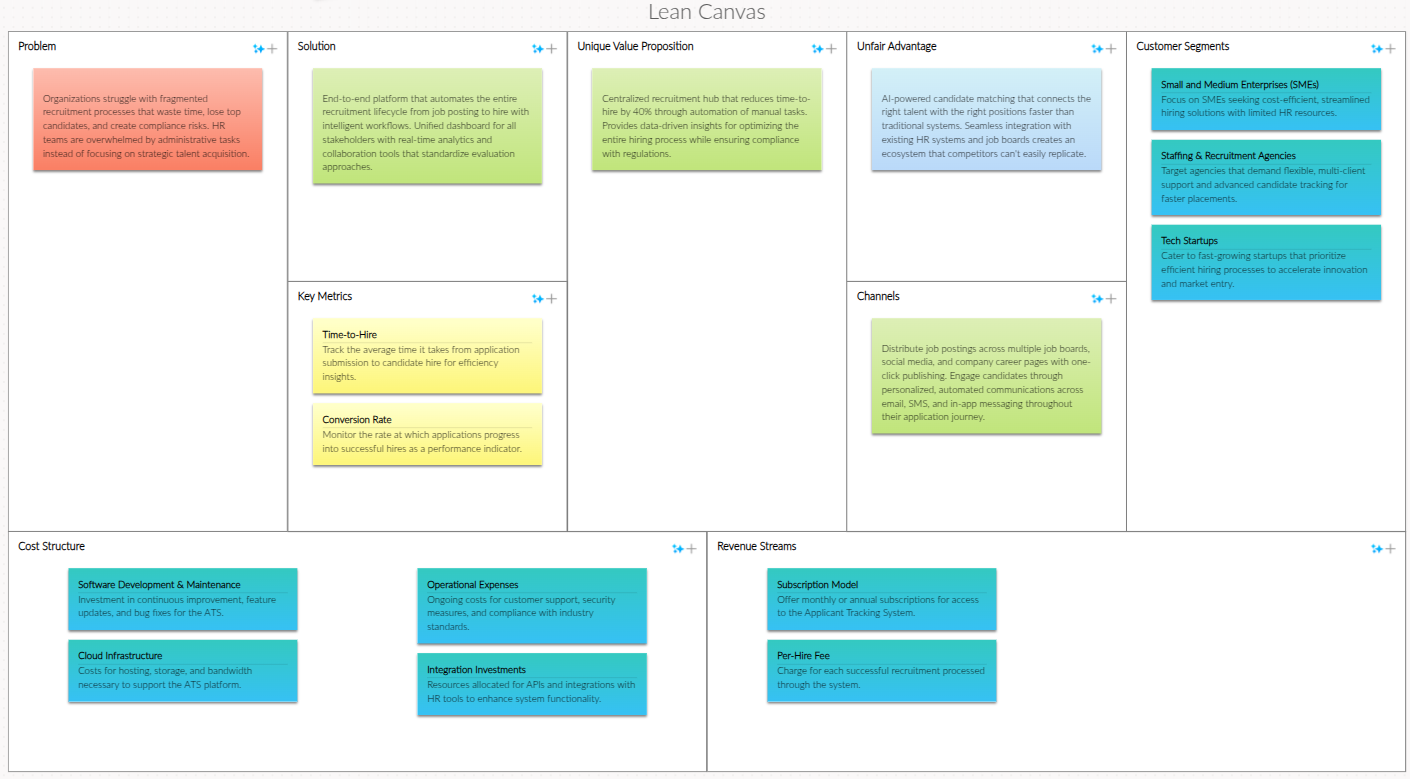 Lean Canvas
Problem
Organizations struggle with fragmented
recruitment processes that waste time, lose top
candidates, and create compliance risks. HR
teams are overwhelmed by administrative tasks
instead of focusing on strategic talent acquisition.
Solution
End-to-end platform that automates the entire
recruitment lifecycle from job posting to hire with
intelligent workflows. Unified dashboard for all
stakeholders with real-time analytics and
collaboration tools that standardize evaluation
approaches.
Key Metrics
Time-to-Hire
Track the average time it takes from application
submission to candidate hire for efficiency
insights.
Conversion Rate
Monitor the rate at which applications progress
into successful hires as a performance indicator.
Unique Value Proposition
Centralized recruitment hub that reduces time-to-
hire by 40% through automation of manual tasks.
Provides data-driven insights for optimizing the
entire hiring process while ensuring compliance
with regulations.
Unfair Advantage
AI-powered candidate matching that connects the
right talent with the right positions faster than
traditional systems. Seamless integration with
existing HR systems and job boards creates an
ecosystem that competitors can't easily replicate.
Channels
Distribute job postings across multiple job boards,
social media, and company career pages with one-
click publishing. Engage candidates through
personalized, automated communications across
email, SMS, and in-app messaging throughout
their application journey.
Customer Segments
Small and Medium Enterprises (SMEs)
Focus on SMEs seeking cost-efficient, streamlined
hiring solutions with limited HR resources.
Staffing & Recruitment Agencies
Target agencies that demand flexible, multi-client
support and advanced candidate tracking for
faster placements.
Tech Startups
Cater to fast-growing startups that prioritize
efficient hiring processes to accelerate innovation
and market entry.
Cost Structure
Software Development & Maintenance
Investment in continuous improvement, feature
updates, and bug fixes for the ATS.
Cloud Infrastructure
Costs for hosting, storage, and bandwidth
necessary to support the ATS platform.
Operational Expenses
Ongoing costs for customer support, security
measures, and compliance with industry
standards.
Integration Investments
Resources allocated for APIs and integrations with
HR tools to enhance system functionality.
Revenue Streams
Subscription Model
Offer monthly or annual subscriptions for access
to the Applicant Tracking System.
Per-Hire Fee
Charge for each successful recruitment processed
through the system.